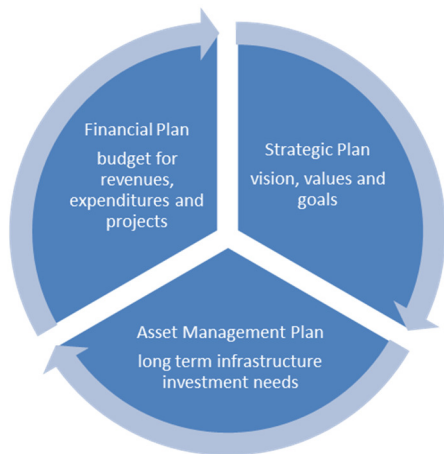 Financial Plan
budget for
revenues,
expenditures and
projects
Strategic Plan
vision, values and
goals
Asset Management Plan
long term infrastructure
investment needs